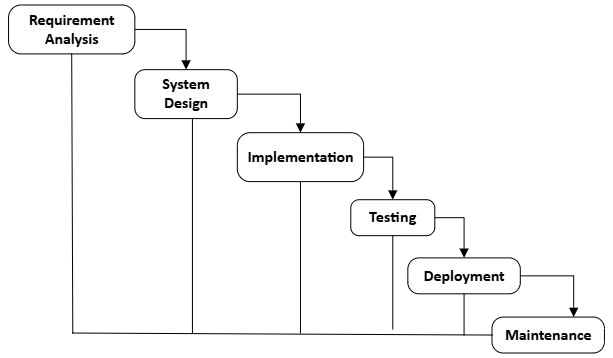 Requirement
Analysis
System
Design
Implementation
Testing
Deployment
Maintenance